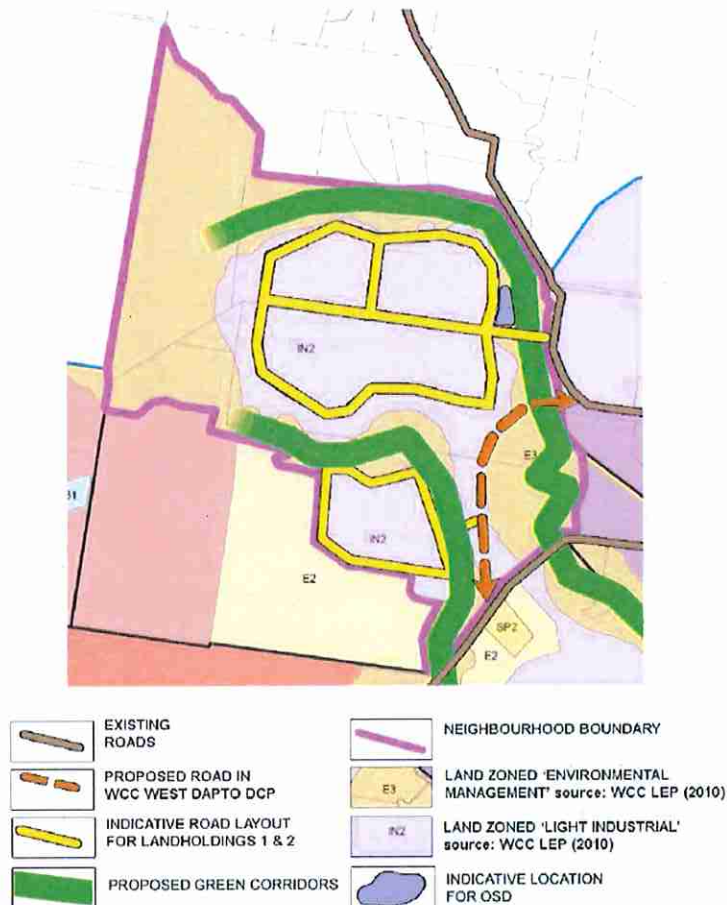 IN2
E3
31
IN2
E2
SP2
E2
EXISTING
ROADS
PROPOSED ROAD IN
WCC WEST DAPTO DCP
INDICATIVE ROAD LAYOUT
FOR LANDHOLDINGS 1 & 2
PROPOSED GREEN CORRIDORS
NEIGHBOURHOOD BOUNDARY
E3
LAND ZONED 'ENVIRONMENTAL
MANAGEMENT' source: WCC LEP (2010)
IN2
LAND ZONED 'LIGHT INDUSTRIAL'
source: WCC LEP (2010)
INDICATIVE LOCATION
FOR OSD